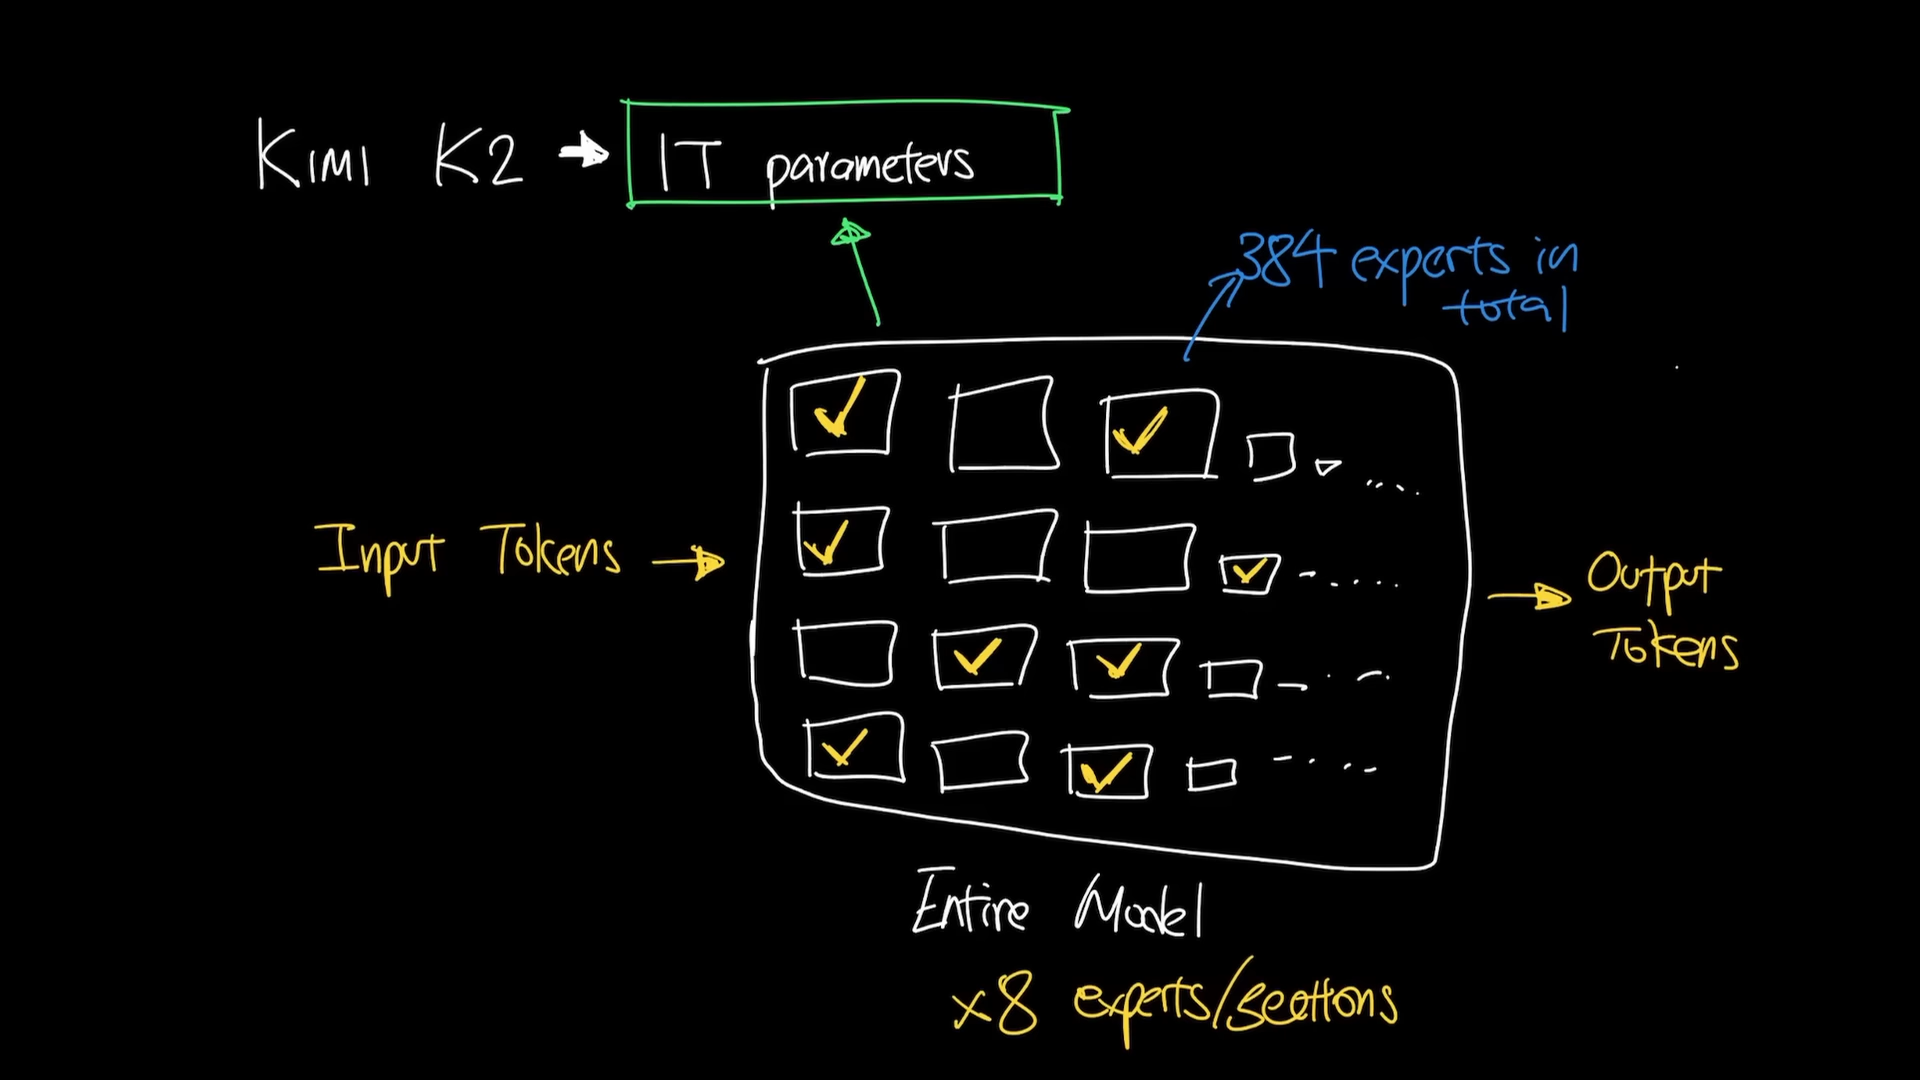 KIMI K2 → 1T parameters
384 experts in
total
Input Tokens →
→ Output
Tokens
Entire Model
x8 experts/sections